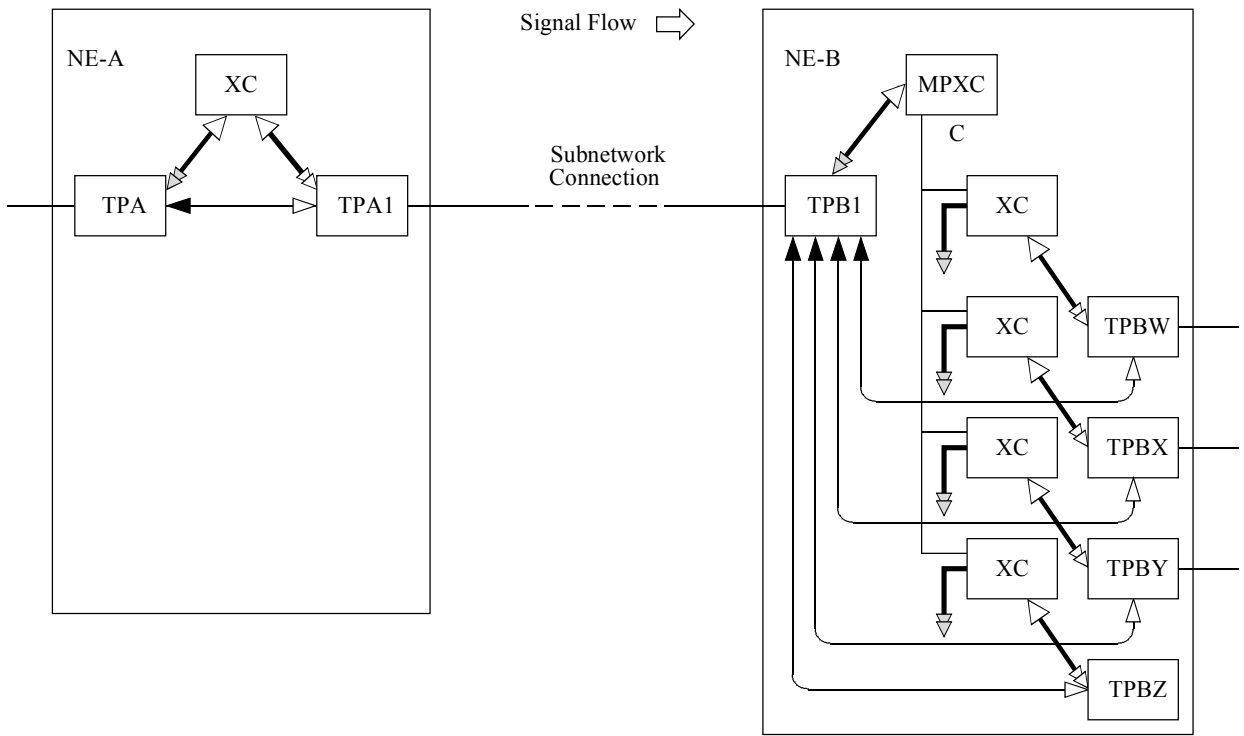 Signal Flow
NE-A
XC
TPA
TPA1
Subnetwork
Connection
NE-B
MPXC
C
TPB1
XC
XC
TPBW
XC
TPBX
XC
TPBY
TPBZ